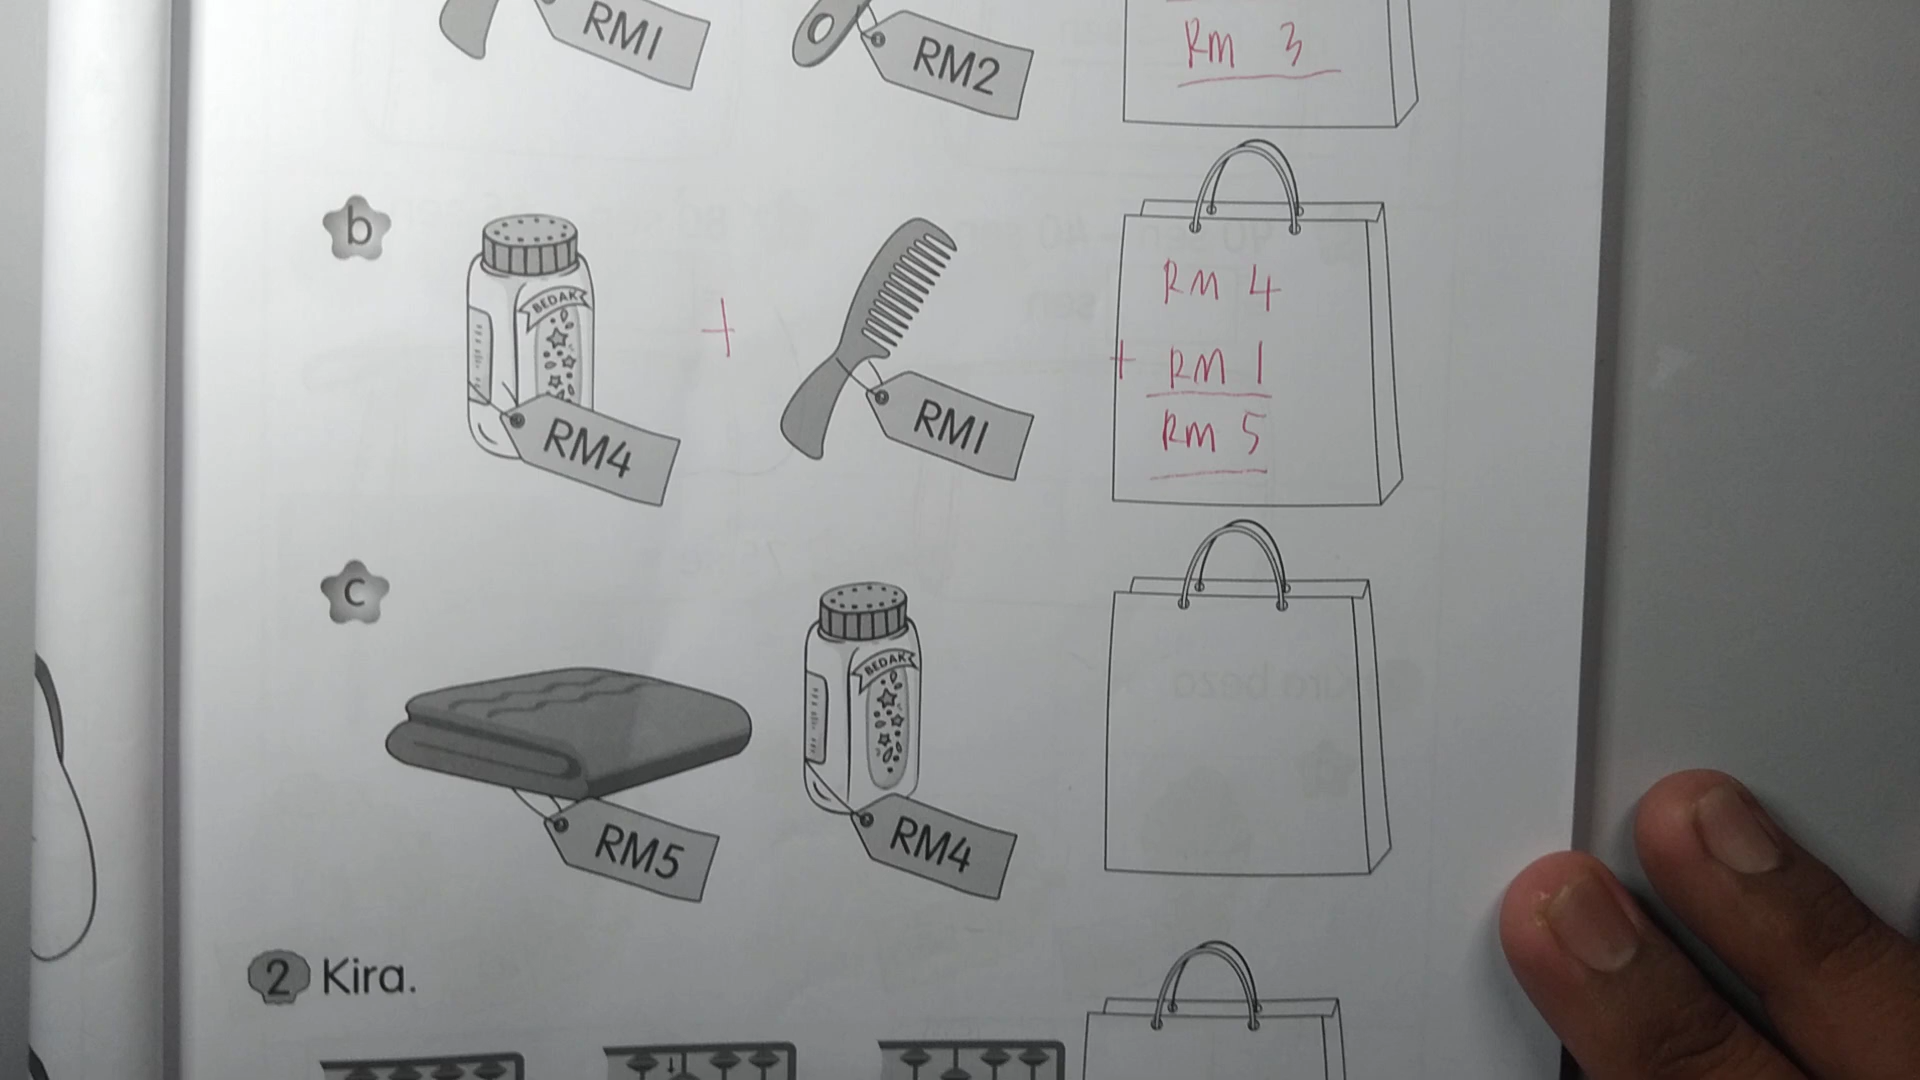 RM1
RM2
Rm 3
b
BEDAK
RM4
+
RM1
RM 4
+ RM 1
Rm 5
c
BEDAK
RM5
RM4
2 Kira.